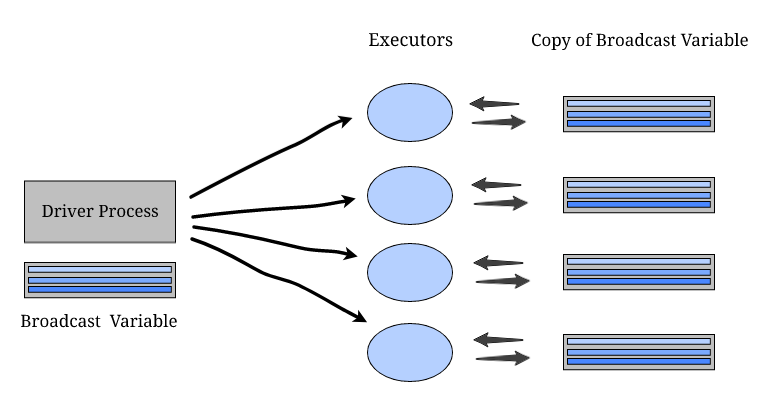 Executors
Copy of Broadcast Variable
Driver Process
Broadcast  Variable